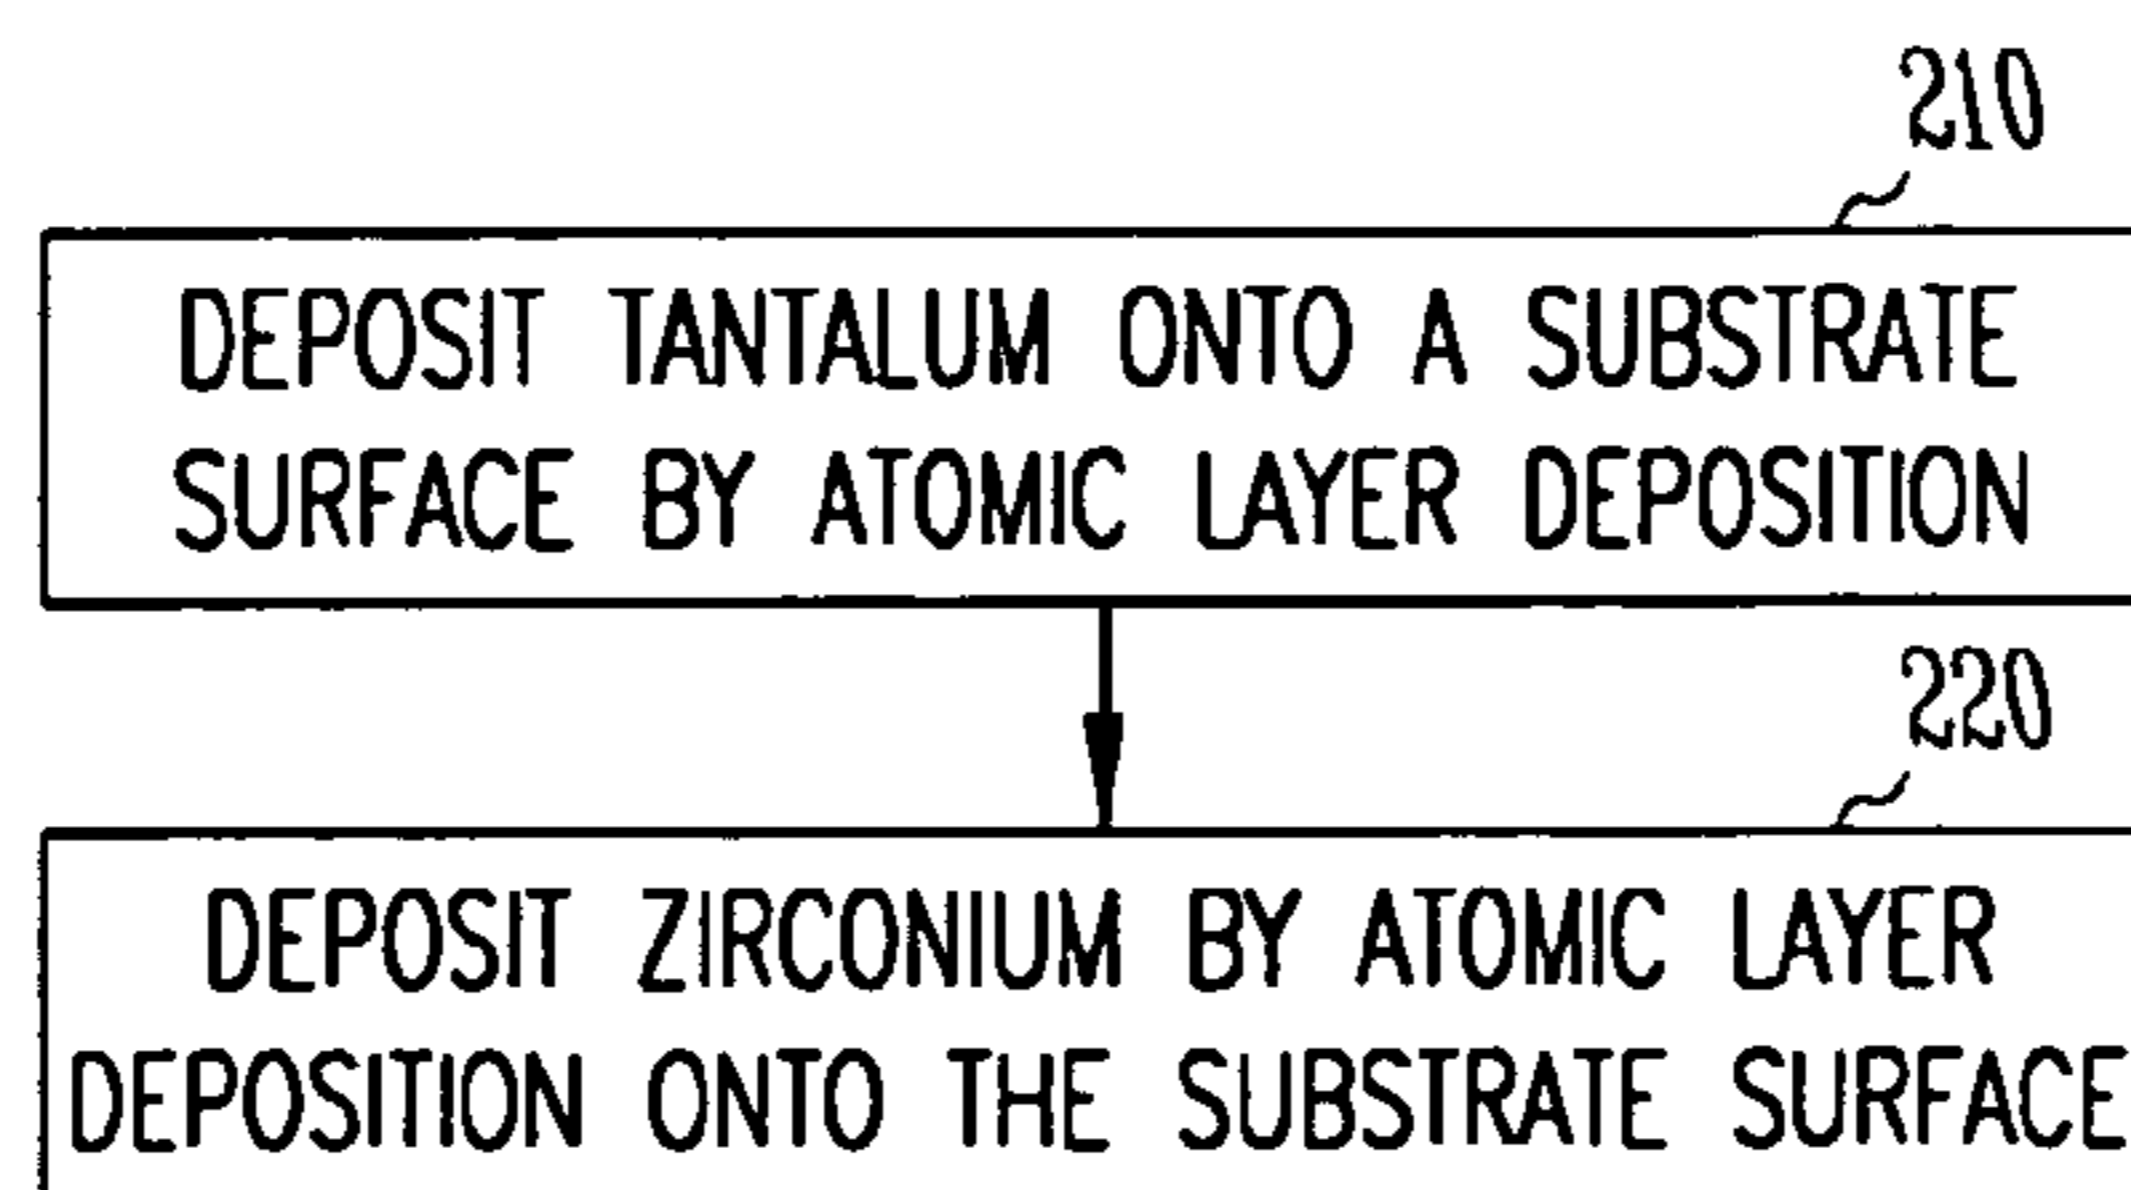 210
DEPOSIT TANTALUM ONTO A SUBSTRATE
SURFACE BY ATOMIC LAYER DEPOSITION
220
DEPOSIT ZIRCONIUM BY ATOMIC LAYER
DEPOSITION ONTO THE SUBSTRATE SURFACE